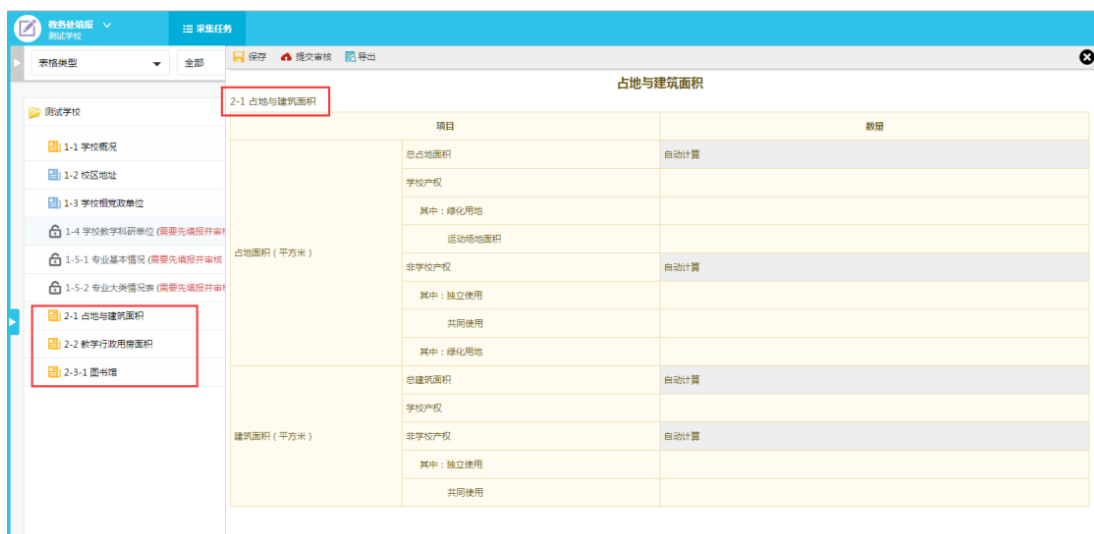 教务处填报
测试学校
采集任务
表格类型
全部
保存 提交审核 导出
占地与建筑面积
2-1 占地与建筑面积
测试学校
1-1 学校概况
1-2 校区地址
1-3 学校相党政单位
1-4 学校教学科研单位 (需要先填报并审核
1-5-1 专业基本情况 (需要先填报并审核
1-5-2 专业大类情况表 (需要先填报并审核
2-1 占地与建筑面积
2-2 教学行政用房面积
2-3-1 图书馆
项目 数量
占地面积（平方米）
总占地面积 自动计算
学校产权
其中：绿化用地
运动场地面积
非学校产权 自动计算
其中：独立使用
共同使用
其中：绿化用地
建筑面积（平方米）
总建筑面积 自动计算
学校产权
非学校产权 自动计算
其中：独立使用
共同使用